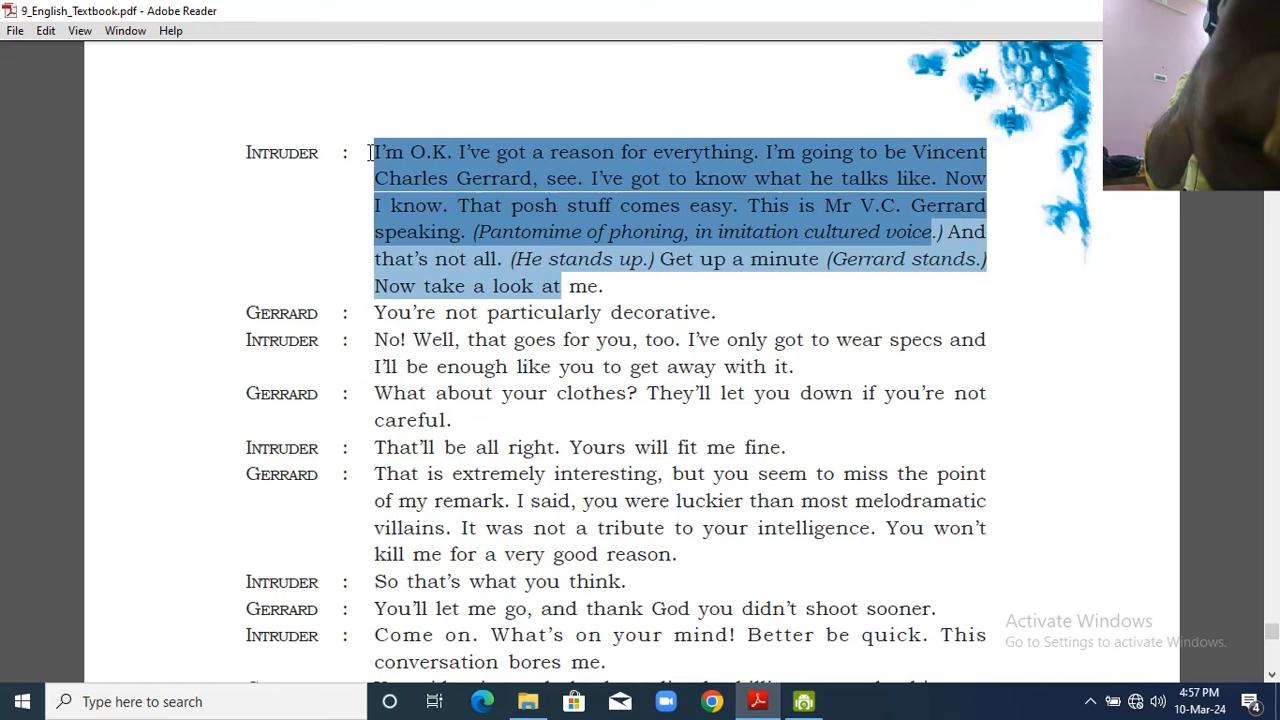 9_English_Textbook.pdf - Adobe Reader
File Edit View Window Help
INTRUDER : I'm O.K. I've got a reason for everything. I'm going to be Vincent
Charles Gerrard, see. I've got to know what he talks like. Now
I know. That posh stuff comes easy. This is Mr V.C. Gerrard
speaking. (Pantomime of phoning, in imitation cultured voice.) And
that's not all. (He stands up.) Get up a minute (Gerrard stands.)
Now take a look at me.
GERRARD : You're not particularly decorative.
INTRUDER : No! Well, that goes for you, too. I've only got to wear specs and
I'll be enough like you to get away with it.
GERRARD : What about your clothes? They'll let you down if you're not
careful.
INTRUDER : That'll be all right. Yours will fit me fine.
GERRARD : That is extremely interesting, but you seem to miss the point
of my remark. I said, you were luckier than most melodramatic
villains. It was not a tribute to your intelligence. You won't
kill me for a very good reason.
INTRUDER : So that's what you think.
GERRARD : You'll let me go, and thank God you didn't shoot sooner.
INTRUDER : Come on. What's on your mind! Better be quick. This
conversation bores me.
Activate Windows
Go to Settings to activate Windows.
Type here to search
4:57 PM
10-Mar-24
4